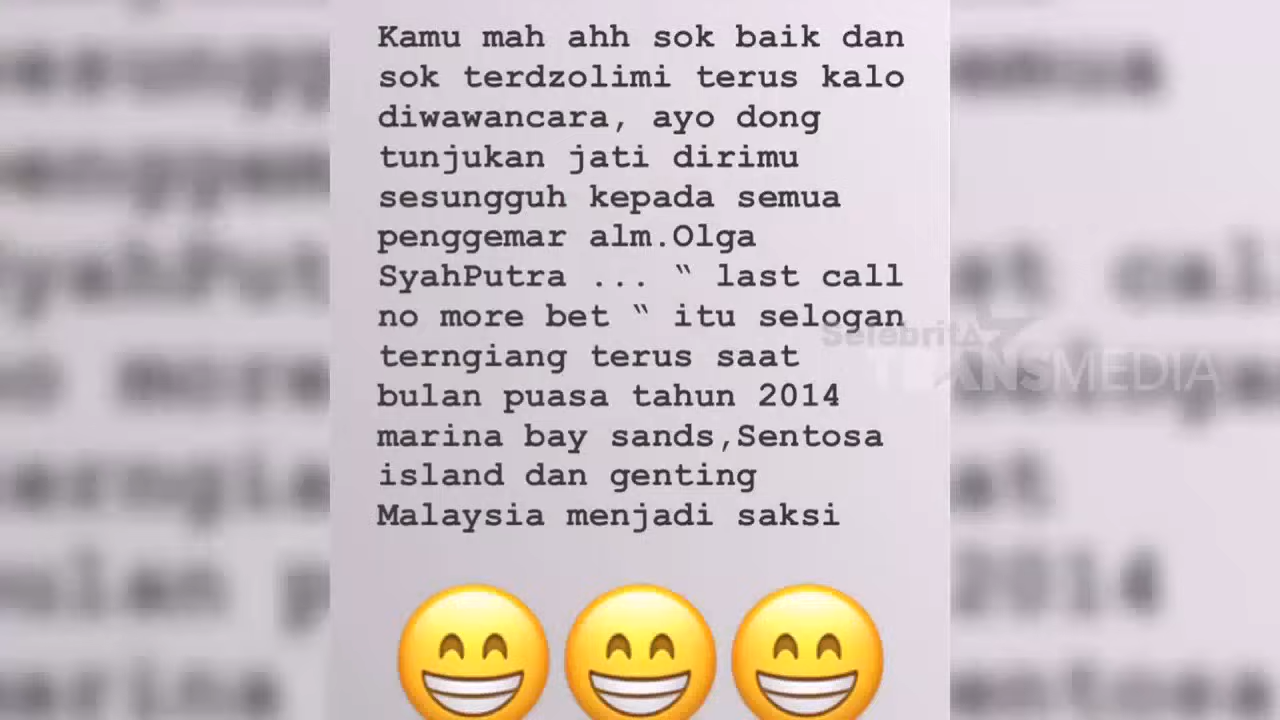 Kamu mah ahh sok baik dan
sok terdzolimi terus kalo
diwawancara, ayo dong
tunjukan jati dirimu
sesungguh kepada semua
penggemar alm.Olga
SyahPutra ... “ last call
no more bet “ itu selogan
terngiang terus saat
bulan puasa tahun 2014
marina bay sands,Sentosa
island dan genting
Malaysia menjadi saksi
Selebrita
TRANSMEDIA